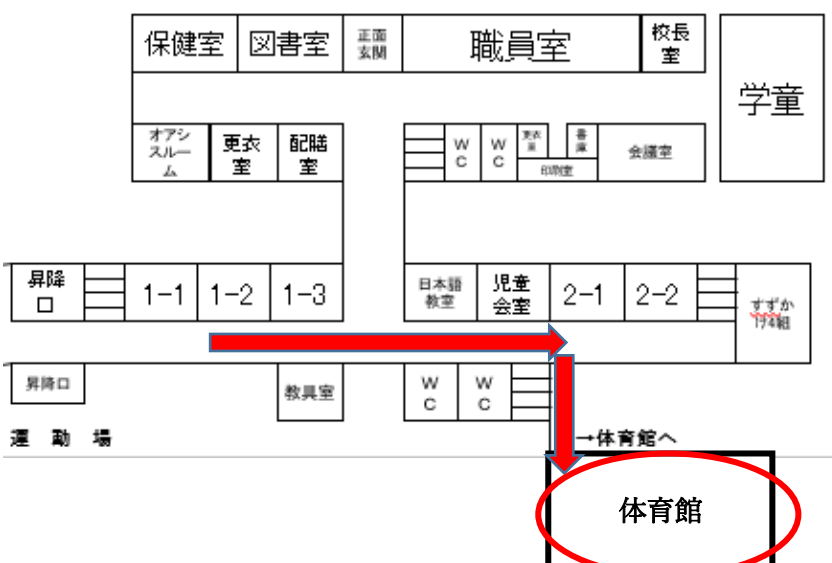 保健室
図書室
正面
玄関
職員室
校長
室
学童
オアシ
スルー
ム
更衣
室
配膳
室
W
C
W
C
更衣
室
書
庫
印刷室
会議室
昇降
口
1-1
1-2
1-3
日本語
教室
児童
会室
2-1
2-2
すずか
昇降口
教具室
W
C
W
C
運動場
→体育館へ
体育館